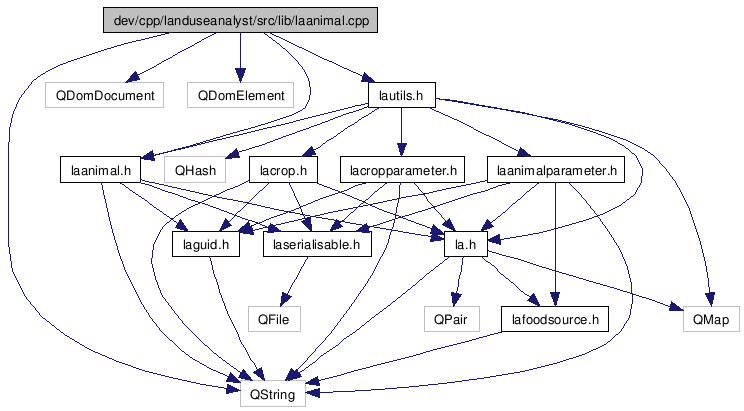 dev/cpp/landuseanalyst/src/lib/laanimal.cpp
QDomDocument
QDomElement
lautils.h
laanimal.h
QHash
lacrop.h
lacropparameter.h
laanimalparameter.h
laguid.h
laserialisable.h
la.h
QFile
QPair
lafoodsource.h
QMap
QString